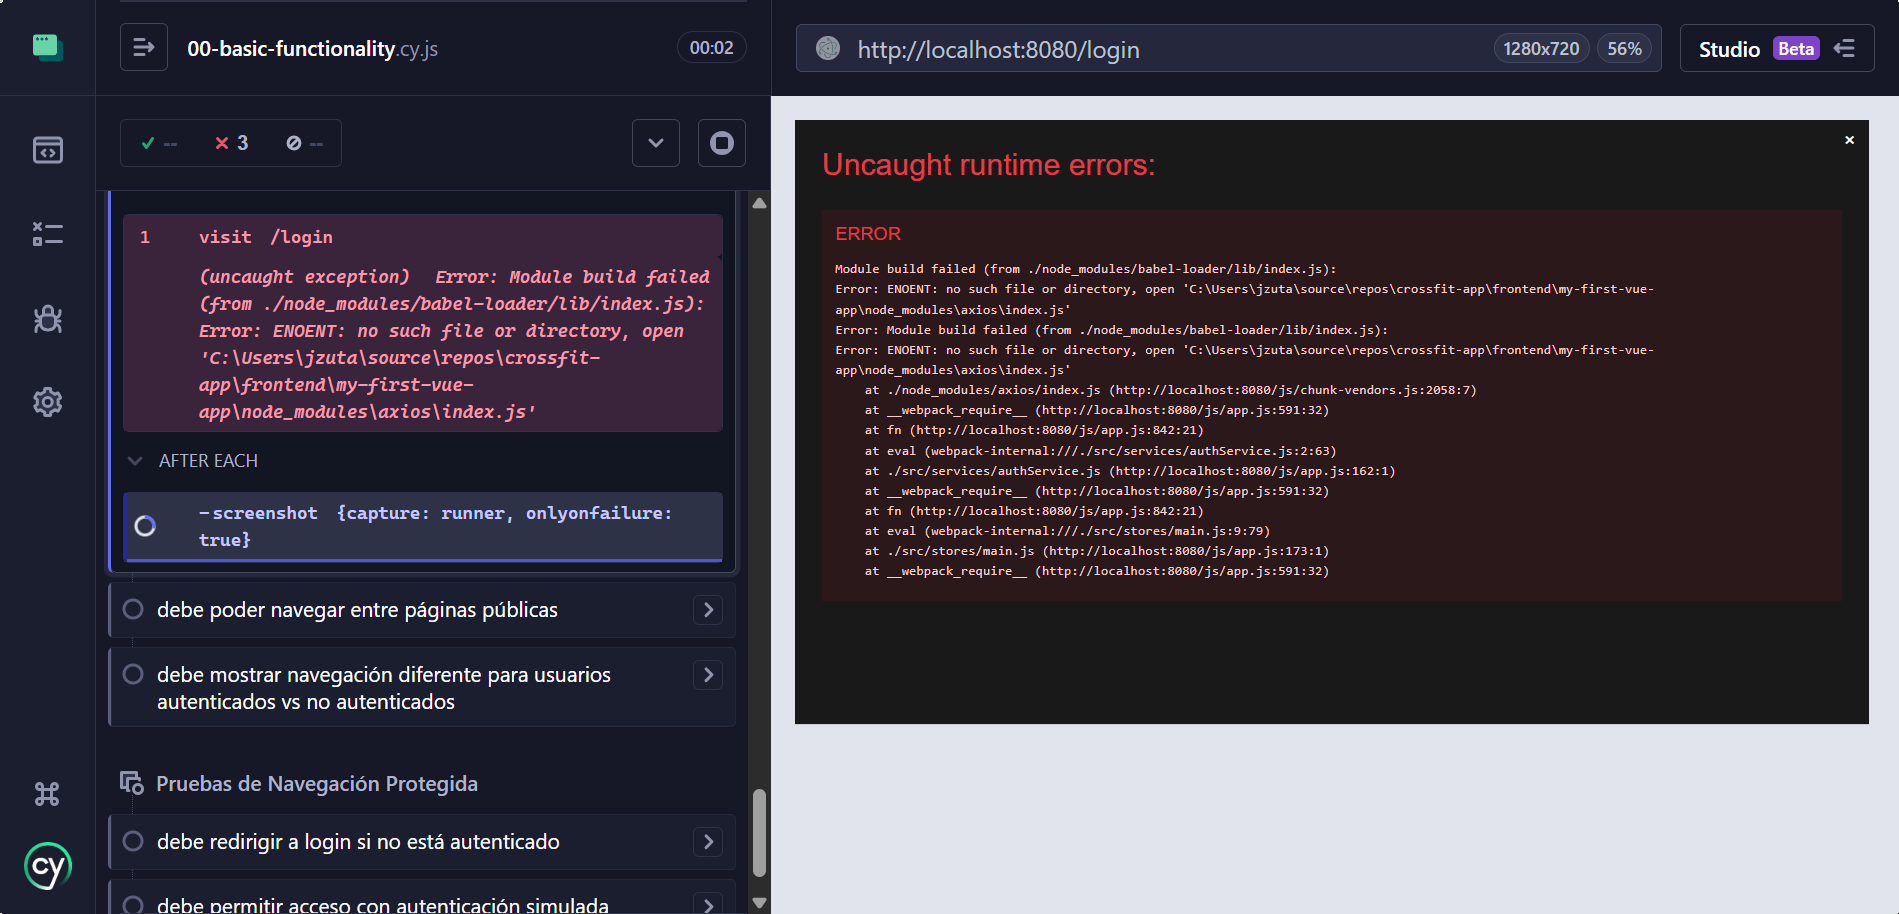 00-basic-functionality.cy.js
00:02
http://localhost:8080/login
1280x720
56%
Studio
Beta
--
3
--
1
visit /login
(uncaught exception) Error: Module build failed
(from ./node_modules/babel-loader/lib/index.js):
Error: ENOENT: no such file or directory, open
'C:\Users\jzuta\source\repos\crossfit-
app\frontend\my-first-vue-
app\node_modules\axios\index.js'
AFTER EACH
-screenshot {capture: runner, onlyonfailure:
true}
debe poder navegar entre páginas públicas
debe mostrar navegación diferente para usuarios
autenticados vs no autenticados
Pruebas de Navegación Protegida
debe redirigir a login si no está autenticado
debe permitir acceso con autenticación simulada
cy
×
Uncaught runtime errors:
ERROR
Module build failed (from ./node_modules/babel-loader/lib/index.js):
Error: ENOENT: no such file or directory, open 'C:\Users\jzuta\source\repos\crossfit-app\frontend\my-first-vue-
app\node_modules\axios\index.js'
Error: Module build failed (from ./node_modules/babel-loader/lib/index.js):
Error: ENOENT: no such file or directory, open 'C:\Users\jzuta\source\repos\crossfit-app\frontend\my-first-vue-
app\node_modules\axios\index.js'
at ./node_modules/axios/index.js (http://localhost:8080/js/chunk-vendors.js:2058:7)
at __webpack_require__ (http://localhost:8080/js/app.js:591:32)
at fn (http://localhost:8080/js/app.js:842:21)
at eval (webpack-internal:///./src/services/authService.js:2:63)
at ./src/services/authService.js (http://localhost:8080/js/app.js:162:1)
at __webpack_require__ (http://localhost:8080/js/app.js:591:32)
at fn (http://localhost:8080/js/app.js:842:21)
at eval (webpack-internal:///./src/stores/main.js:9:79)
at ./src/stores/main.js (http://localhost:8080/js/app.js:173:1)
at __webpack_require__ (http://localhost:8080/js/app.js:591:32)